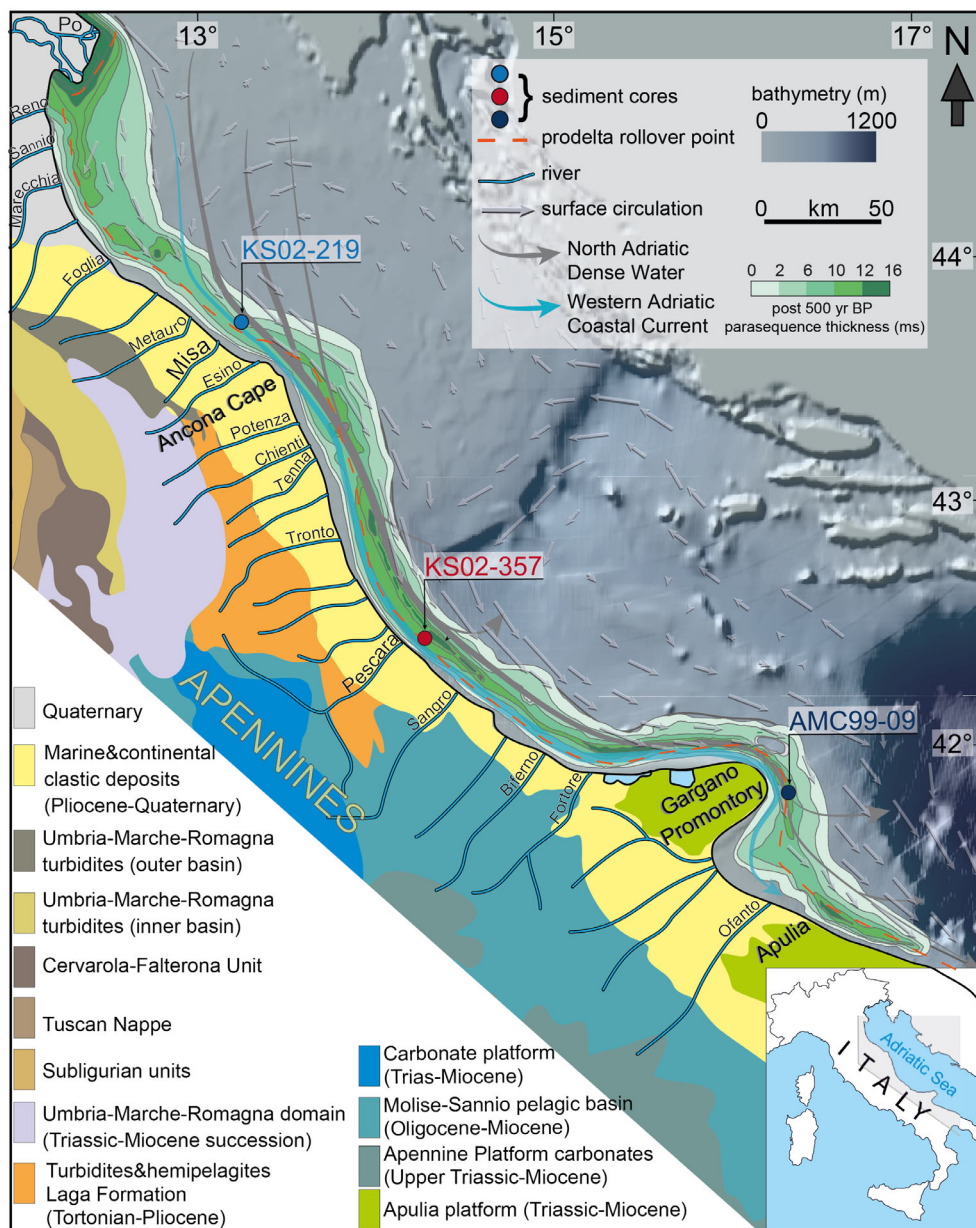 Po
13°
15°
17°
N
sediment cores
prodelta rollover point
river
surface circulation
North Adriatic
Dense Water
Western Adriatic
Coastal Current
bathymetry (m)
0 1200
0 km 50
0 2 6 10 12 16
post 500 yr BP
parasequence thickness (ms)
44°
43°
42°
Reno
Sannio
Marecchia
Foglia
Metauro
Misa
Esino
Ancona Cape
Potenza
Chienti
Tenna
Tronto
Pescara
Sangro
Biferno
Fortore
Ofanto
KS02-219
KS02-357
AMC99-09
Gargano
Promontory
Apulia
APENNINES
Quaternary
Marine&continental
clastic deposits
(Pliocene-Quaternary)
Umbria-Marche-Romagna
turbidites (outer basin)
Umbria-Marche-Romagna
turbidites (inner basin)
Cervarola-Falterona Unit
Tuscan Nappe
Subligurian units
Umbria-Marche-Romagna domain
(Triassic-Miocene succession)
Turbidites&hemipelagites
Laga Formation
(Tortonian-Pliocene)
Carbonate platform
(Trias-Miocene)
Molise-Sannio pelagic basin
(Oligocene-Miocene)
Apennine Platform carbonates
(Upper Triassic-Miocene)
Apulia platform (Triassic-Miocene)
Adriatic Sea
ITALY